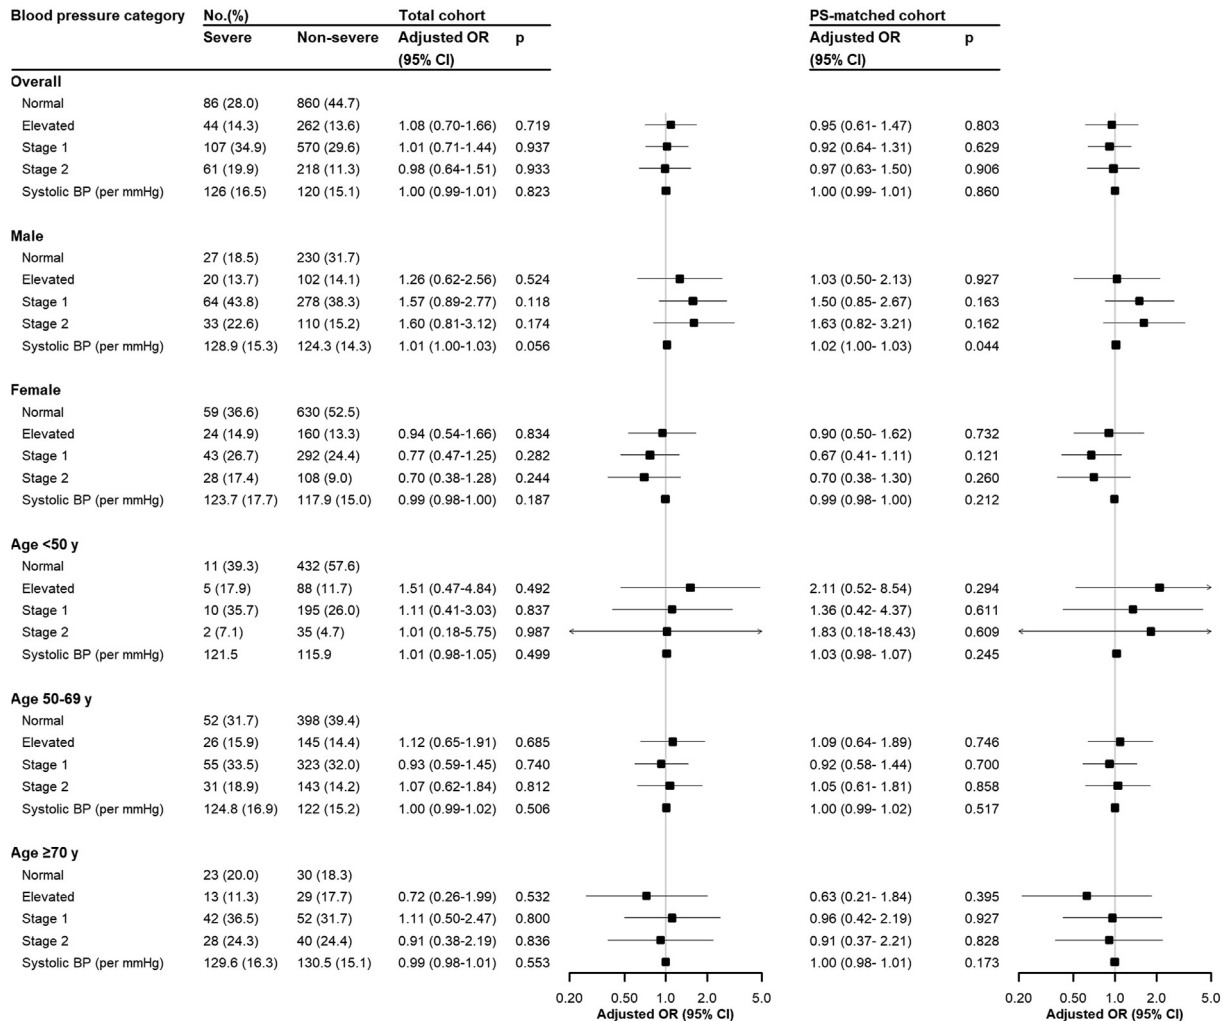 Blood pressure category No.(%) Total cohort PS-matched cohort
Severe Non-severe Adjusted OR p Adjusted OR p
(95% CI) (95% CI)
Overall
Normal 86 (28.0) 860 (44.7)
Elevated 44 (14.3) 262 (13.6) 1.08 (0.70-1.66) 0.719 0.95 (0.61- 1.47) 0.803
Stage 1 107 (34.9) 570 (29.6) 1.01 (0.71-1.44) 0.937 0.92 (0.64- 1.31) 0.629
Stage 2 61 (19.9) 218 (11.3) 0.98 (0.64-1.51) 0.933 0.97 (0.63- 1.50) 0.906
Systolic BP (per mmHg) 126 (16.5) 120 (15.1) 1.00 (0.99-1.01) 0.823 1.00 (0.99- 1.01) 0.860
Male
Normal 27 (18.5) 230 (31.7)
Elevated 20 (13.7) 102 (14.1) 1.26 (0.62-2.56) 0.524 1.03 (0.50- 2.13) 0.927
Stage 1 64 (43.8) 278 (38.3) 1.57 (0.89-2.77) 0.118 1.50 (0.85- 2.67) 0.163
Stage 2 33 (22.6) 110 (15.2) 1.60 (0.81-3.12) 0.174 1.63 (0.82- 3.21) 0.162
Systolic BP (per mmHg) 128.9 (15.3) 124.3 (14.3) 1.01 (1.00-1.03) 0.056 1.02 (1.00- 1.03) 0.044
Female
Normal 59 (36.6) 630 (52.5)
Elevated 24 (14.9) 160 (13.3) 0.94 (0.54-1.66) 0.834 0.90 (0.50- 1.62) 0.732
Stage 1 43 (26.7) 292 (24.4) 0.77 (0.47-1.25) 0.282 0.67 (0.41- 1.11) 0.121
Stage 2 28 (17.4) 108 (9.0) 0.70 (0.38-1.28) 0.244 0.70 (0.38- 1.30) 0.260
Systolic BP (per mmHg) 123.7 (17.7) 117.9 (15.0) 0.99 (0.98-1.00) 0.187 0.99 (0.98- 1.00) 0.212
Age <50 y
Normal 11 (39.3) 432 (57.6)
Elevated 5 (17.9) 88 (11.7) 1.51 (0.47-4.84) 0.492 2.11 (0.52- 8.54) 0.294
Stage 1 10 (35.7) 195 (26.0) 1.11 (0.41-3.03) 0.837 1.36 (0.42- 4.37) 0.611
Stage 2 2 (7.1) 35 (4.7) 1.01 (0.18-5.75) 0.987 1.83 (0.18-18.43) 0.609
Systolic BP (per mmHg) 121.5 115.9 1.01 (0.98-1.05) 0.499 1.03 (0.98- 1.07) 0.245
Age 50-69 y
Normal 52 (31.7) 398 (39.4)
Elevated 26 (15.9) 145 (14.4) 1.12 (0.65-1.91) 0.685 1.09 (0.64- 1.89) 0.746
Stage 1 55 (33.5) 323 (32.0) 0.93 (0.59-1.45) 0.740 0.92 (0.58- 1.44) 0.700
Stage 2 31 (18.9) 143 (14.2) 1.07 (0.62-1.84) 0.812 1.05 (0.61- 1.81) 0.858
Systolic BP (per mmHg) 124.8 (16.9) 122 (15.2) 1.00 (0.99-1.02) 0.506 1.00 (0.99- 1.02) 0.517
Age ≥70 y
Normal 23 (20.0) 30 (18.3)
Elevated 13 (11.3) 29 (17.7) 0.72 (0.26-1.99) 0.532 0.63 (0.21- 1.84) 0.395
Stage 1 42 (36.5) 52 (31.7) 1.11 (0.50-2.47) 0.800 0.96 (0.42- 2.19) 0.927
Stage 2 28 (24.3) 40 (24.4) 0.91 (0.38-2.19) 0.836 0.91 (0.37- 2.21) 0.828
Systolic BP (per mmHg) 129.6 (16.3) 130.5 (15.1) 0.99 (0.98-1.01) 0.553 1.00 (0.98- 1.01) 0.173
0.20 0.50 1.0 2.0 5.0 0.20 0.50 1.0 2.0 5.0
Adjusted OR (95% CI) Adjusted OR (95% CI)